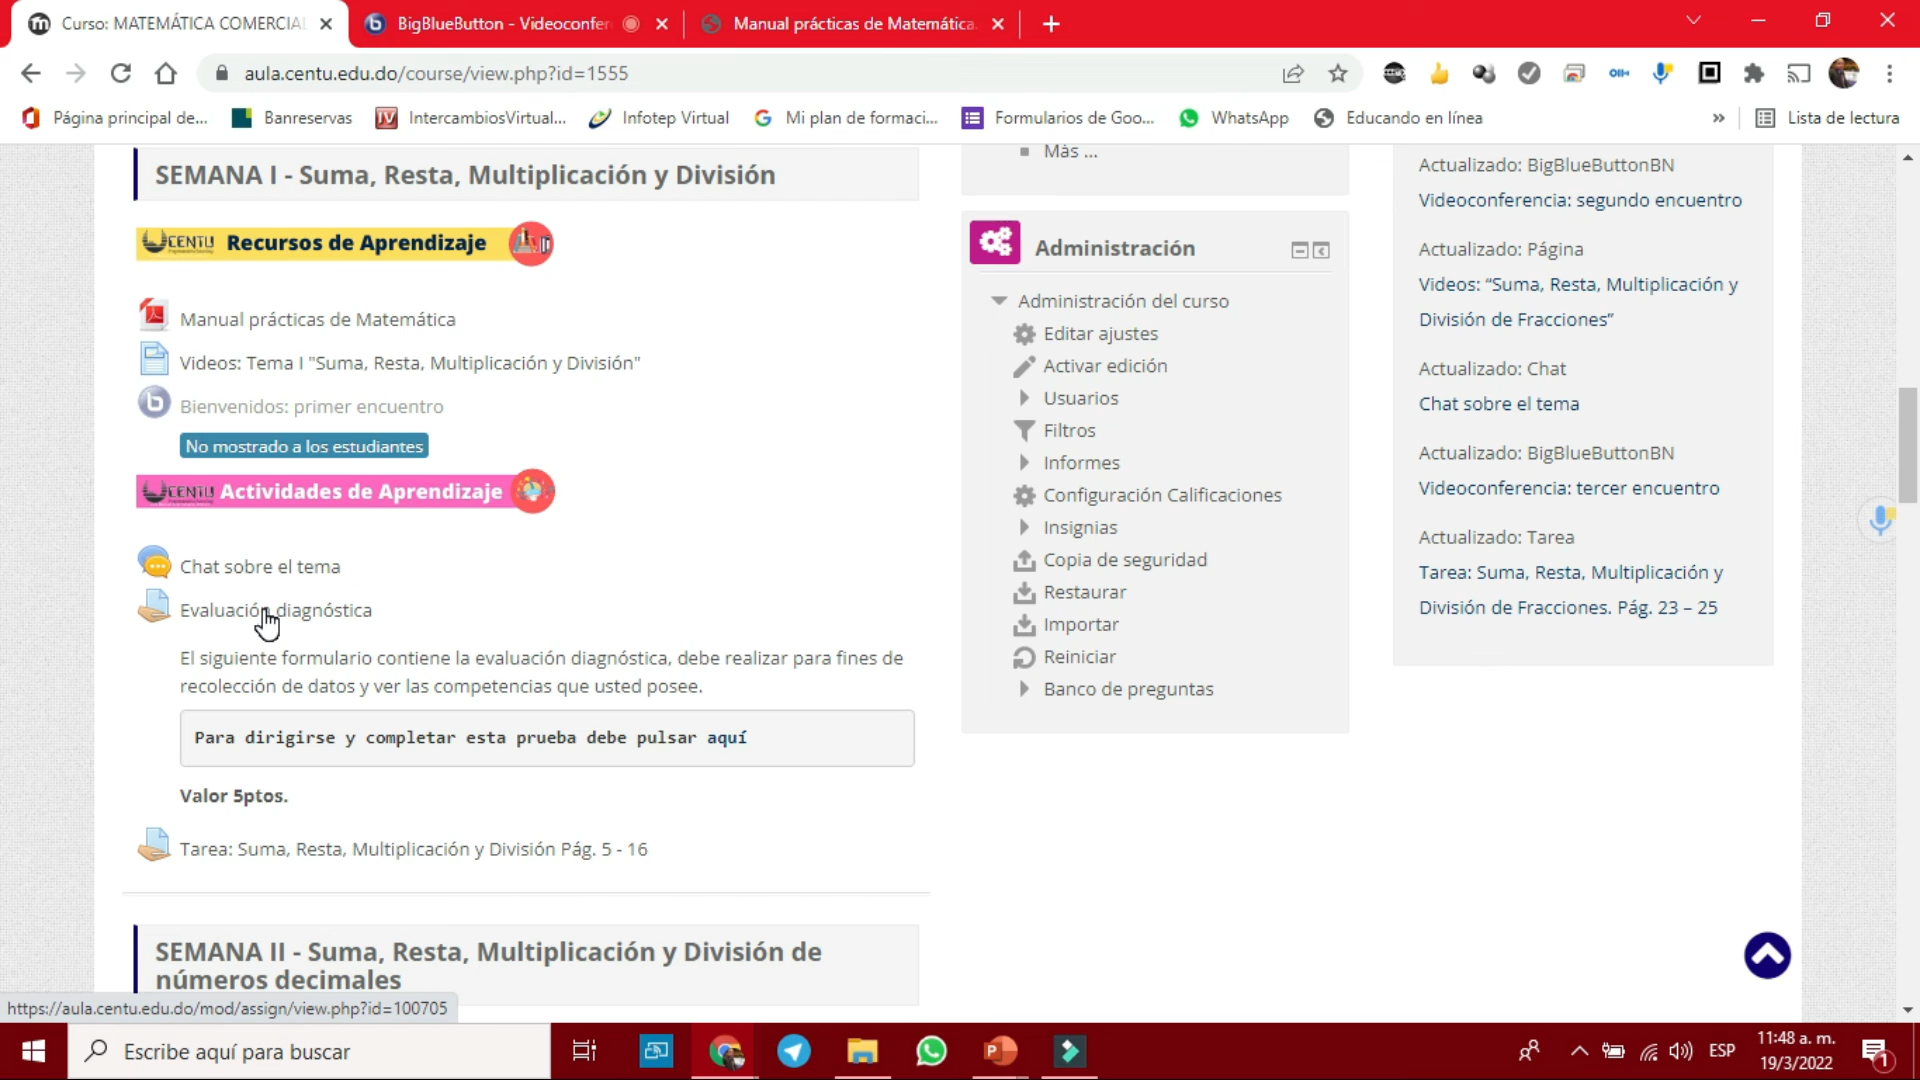 Curso: MATEMÁTICA COMERCIAL
BigBlueButton - Videoconfer
Manual prácticas de Matemática.
aula.centu.edu.do/course/view.php?id=1555
Página principal de...
Banreservas
IntercambiosVirtual...
Infotep Virtual
Mi plan de formaci...
Formularios de Goo...
WhatsApp
Educando en línea
»
Lista de lectura
SEMANA I - Suma, Resta, Multiplicación y División
CENTU Recursos de Aprendizaje
Manual prácticas de Matemática
Videos: Tema I "Suma, Resta, Multiplicación y División"
Bienvenidos: primer encuentro
No mostrado a los estudiantes
CENTU Actividades de Aprendizaje
Chat sobre el tema
Evaluación diagnóstica
El siguiente formulario contiene la evaluación diagnóstica, debe realizar para fines de
recolección de datos y ver las competencias que usted posee.
Para dirigirse y completar esta prueba debe pulsar aquí
Valor 5ptos.
Tarea: Suma, Resta, Multiplicación y División Pág. 5 - 16
SEMANA II - Suma, Resta, Multiplicación y División de
números decimales
Màs ...
Administración
Administración del curso
Editar ajustes
Activar edición
Usuarios
Filtros
Informes
Configuración Calificaciones
Insignias
Copia de seguridad
Restaurar
Importar
Reiniciar
Banco de preguntas
Actualizado: BigBlueButtonBN
Videoconferencia: segundo encuentro
Actualizado: Página
Videos: “Suma, Resta, Multiplicación y
División de Fracciones”
Actualizado: Chat
Chat sobre el tema
Actualizado: BigBlueButtonBN
Videoconferencia: tercer encuentro
Actualizado: Tarea
Tarea: Suma, Resta, Multiplicación y
División de Fracciones. Pág. 23 – 25
https://aula.centu.edu.do/mod/assign/view.php?id=100705
Escribe aquí para buscar
ESP
11:48 a. m.
19/3/2022
1